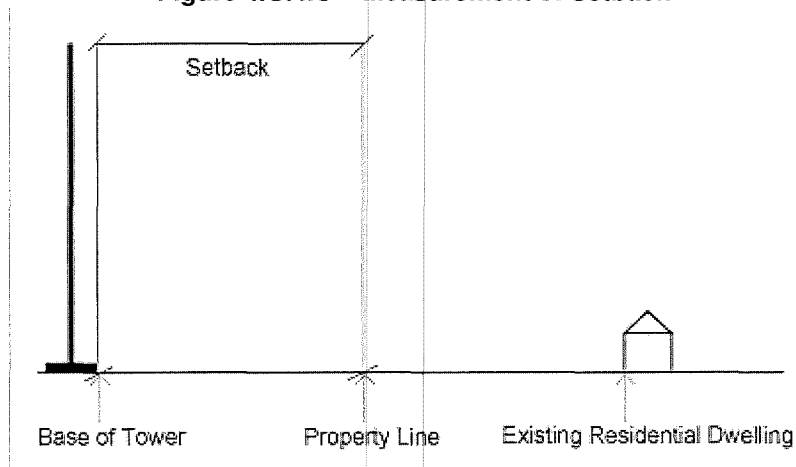 Setback
Base of Tower
Property Line
Existing Residential Dwelling